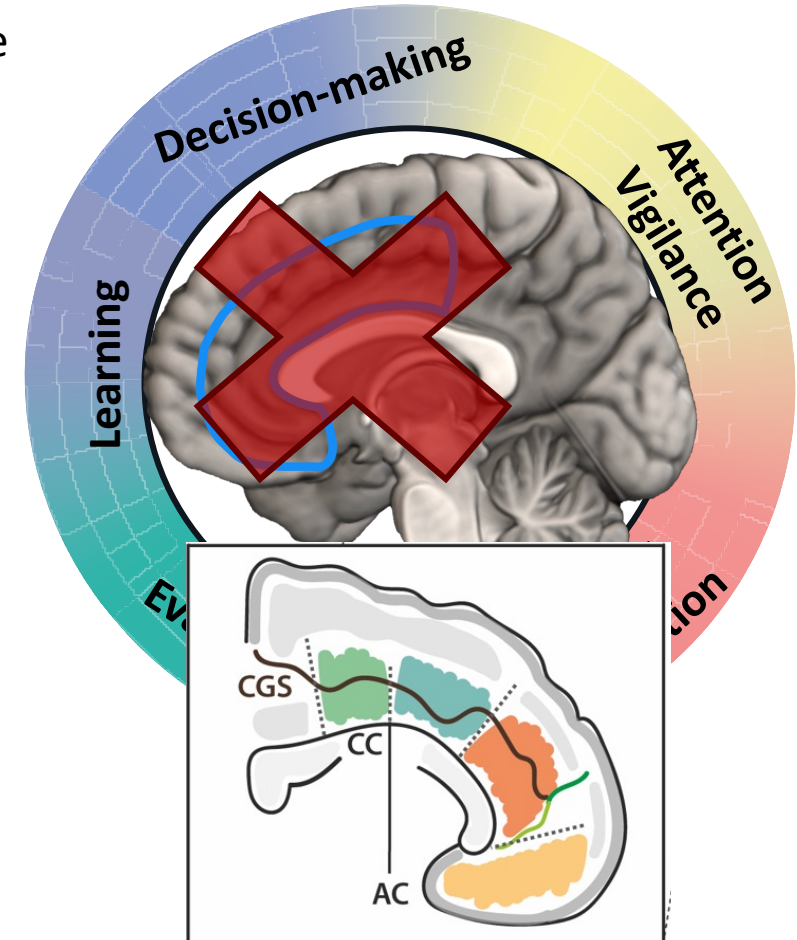 e
Decision-making
Attention
Vigilance
Learning
CGS
CC
AC